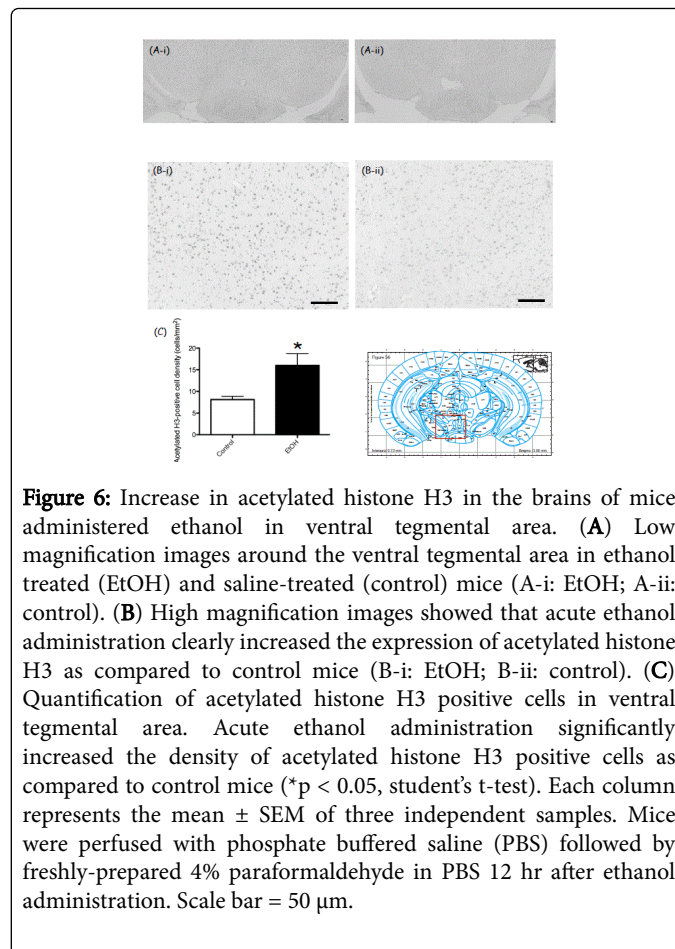 (A-i)
(A-ii)
(B-i)
(B-ii)
(C)
Acetylated H3-positive cell density (cells/mm²)
25
20
15
10
5
0
*
Control
EtOH
Figure 6: Increase in acetylated histone H3 in the brains of mice
administered ethanol in ventral tegmental area. (A) Low
magnification images around the ventral tegmental area in ethanol
treated (EtOH) and saline-treated (control) mice (A-i: EtOH; A-ii:
control). (B) High magnification images showed that acute ethanol
administration clearly increased the expression of acetylated histone
H3 as compared to control mice (B-i: EtOH; B-ii: control). (C)
Quantification of acetylated histone H3 positive cells in ventral
tegmental area. Acute ethanol administration significantly
increased the density of acetylated histone H3 positive cells as
compared to control mice (*p < 0.05, student's t-test). Each column
represents the mean ± SEM of three independent samples. Mice
were perfused with phosphate buffered saline (PBS) followed by
freshly-prepared 4% paraformaldehyde in PBS 12 hr after ethanol
administration. Scale bar = 50 μm.